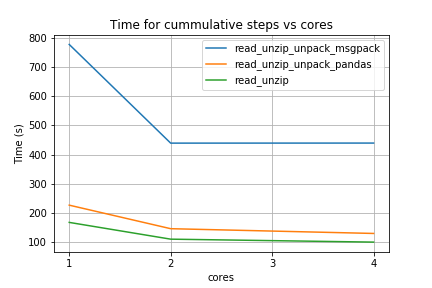 Time for cummulative steps vs cores
read_unzip_unpack_msgpack
read_unzip_unpack_pandas
read_unzip
Time (s)
800
700
600
500
400
300
200
100
1
2
3
4
cores